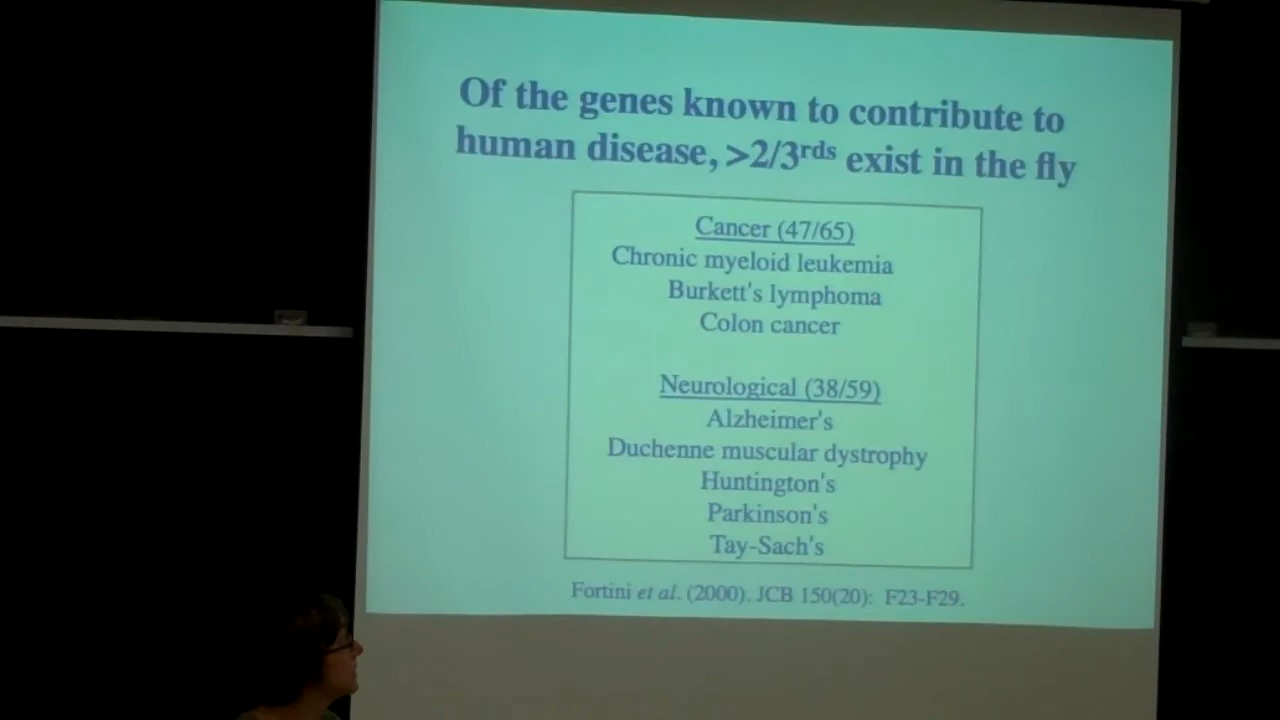 Of the genes known to contribute to
human disease, >2/3rds exist in the fly
Cancer (47/65)
Chronic myeloid leukemia
Burkett's lymphoma
Colon cancer
Neurological (38/59)
Alzheimer's
Duchenne muscular dystrophy
Huntington's
Parkinson's
Tay-Sach's
Fortini et al. (2000). JCB 150(20): F23-F29.